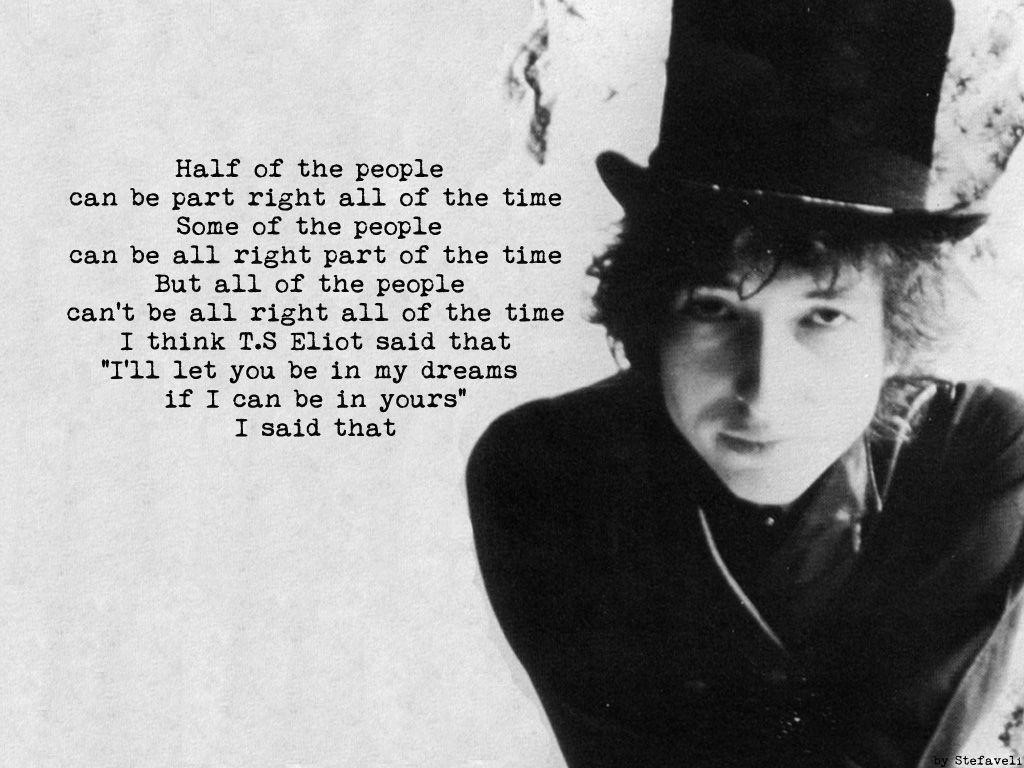 Half of the people
can be part right all of the time
Some of the people
can be all right part of the time
But all of the people
can't be all right all of the time
I think T.S Eliot said that
"I'll let you be in my dreams
if I can be in yours"
I said that
by Stefaveli